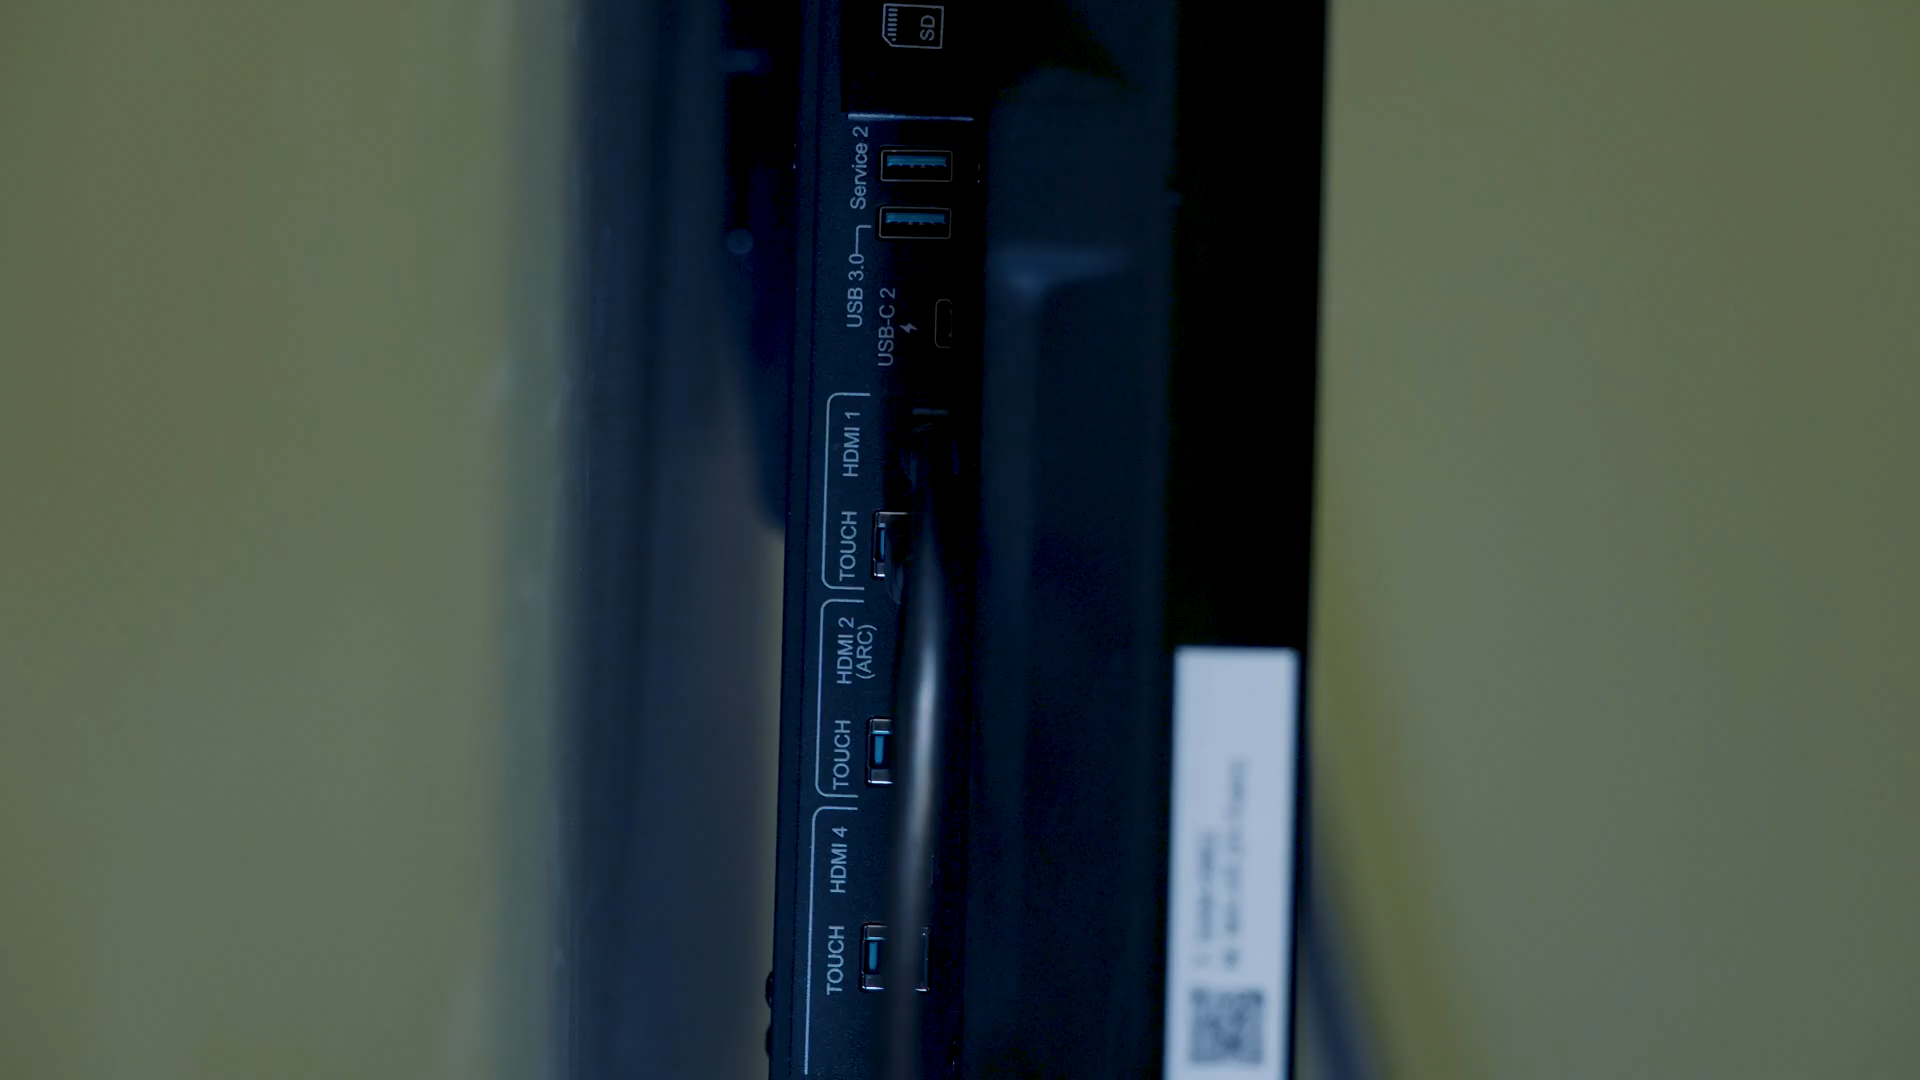 SD
Service 2
USB 3.0
USB-C 2
HDMI 1
TOUCH
HDMI 2
(ARC)
TOUCH
HDMI 4
TOUCH